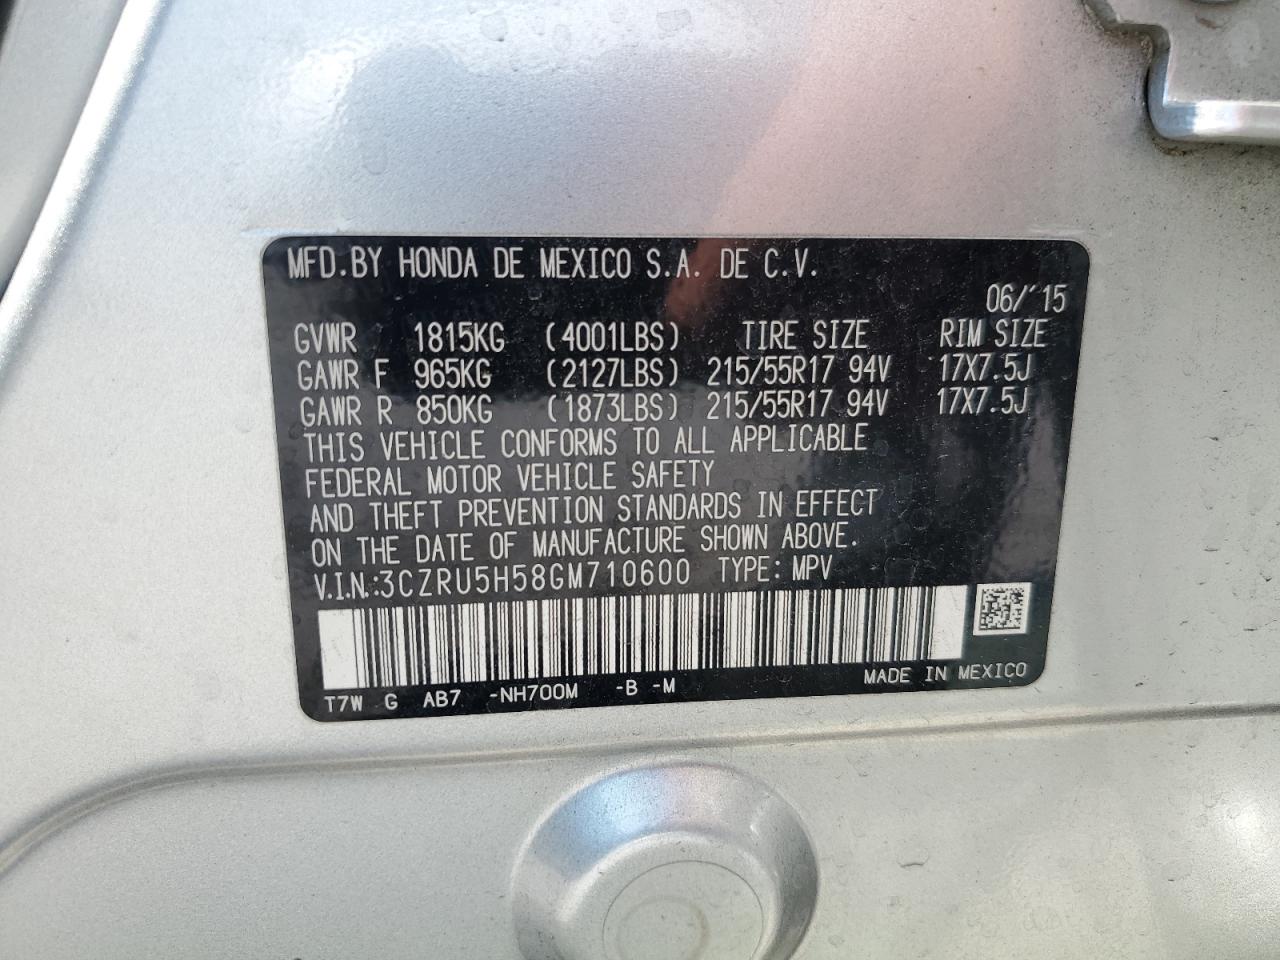 MFD.BY HONDA DE MEXICO S.A. DE C.V.
06/'15
GVWR 1815KG (4001LBS) TIRE SIZE RIM SIZE
GAWR F 965KG (2127LBS) 215/55R17 94V 17X7.5J
GAWR R 850KG (1873LBS) 215/55R17 94V 17X7.5J
THIS VEHICLE CONFORMS TO ALL APPLICABLE
FEDERAL MOTOR VEHICLE SAFETY
AND THEFT PREVENTION STANDARDS IN EFFECT
ON THE DATE OF MANUFACTURE SHOWN ABOVE.
V.I.N.:3CZRU5H58GM710600 TYPE: MPV
MADE IN MEXICO
T7W G AB7 -NH700M -B -M